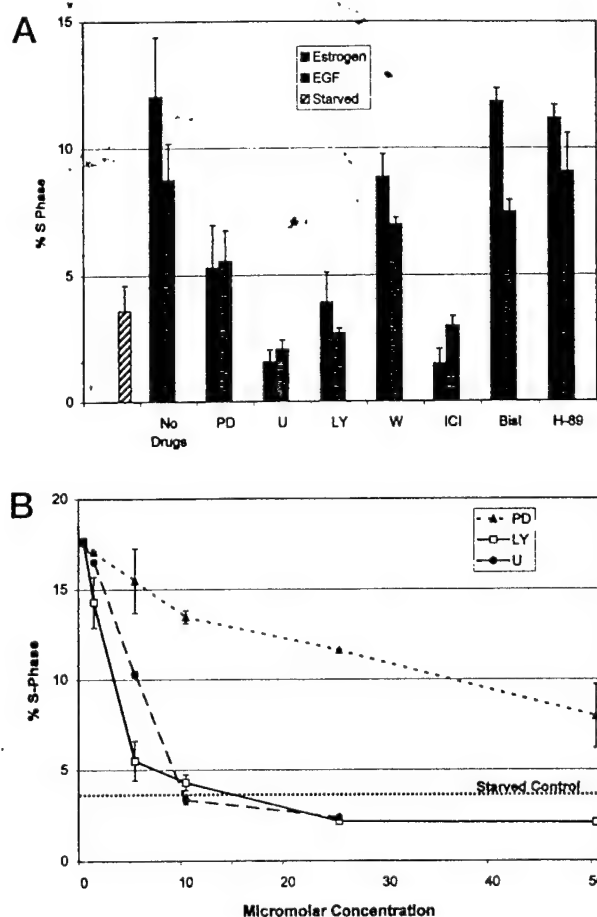 A
15
10
5
0
% S Phase
Estrogen
EGF
Starved
No Drugs
PD
U
LY
W
ICI
Bisl
H-89
B
20
15
10
5
0
% S-Phase
PD
LY
U
Starved Control
0
10
20
30
40
50
Micromolar Concentration